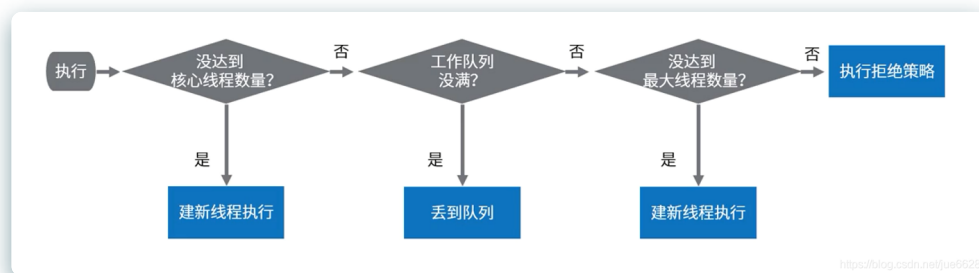 执行
没达到
核心线程数量?
否
工作队列
没满?
否
没达到
最大线程数量?
否
执行拒绝策略
是
是
是
建新线程执行
丢到队列
建新线程执行